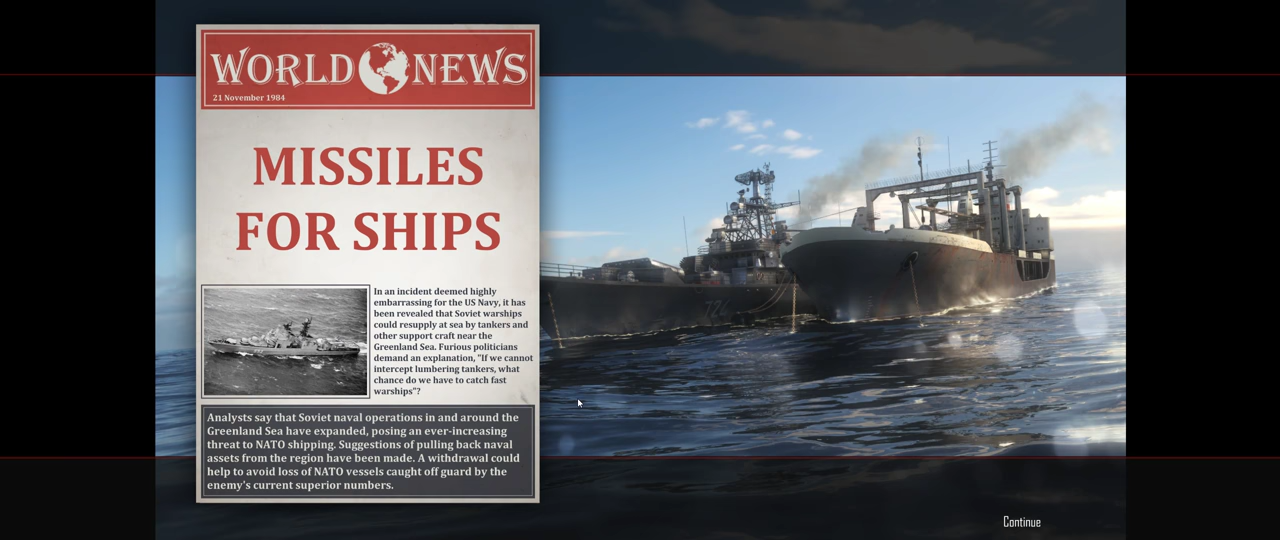 WORLD NEWS
21 November 1984
MISSILES
FOR SHIPS
In an incident deemed highly
embarrassing for the US Navy, it has
been revealed that Soviet warships
could resupply at sea by tankers and
other support craft near the
Greenland Sea. Furious politicians
demand an explanation, "If we cannot
intercept lumbering tankers, what
chance do we have to catch fast
warships"?
Analysts say that Soviet naval operations in and around the
Greenland Sea have expanded, posing an ever-increasing
threat to NATO shipping. Suggestions of pulling back naval
assets from the region have been made. A withdrawal could
help to avoid loss of NATO vessels caught off guard by the
enemy's current superior numbers.
Continue